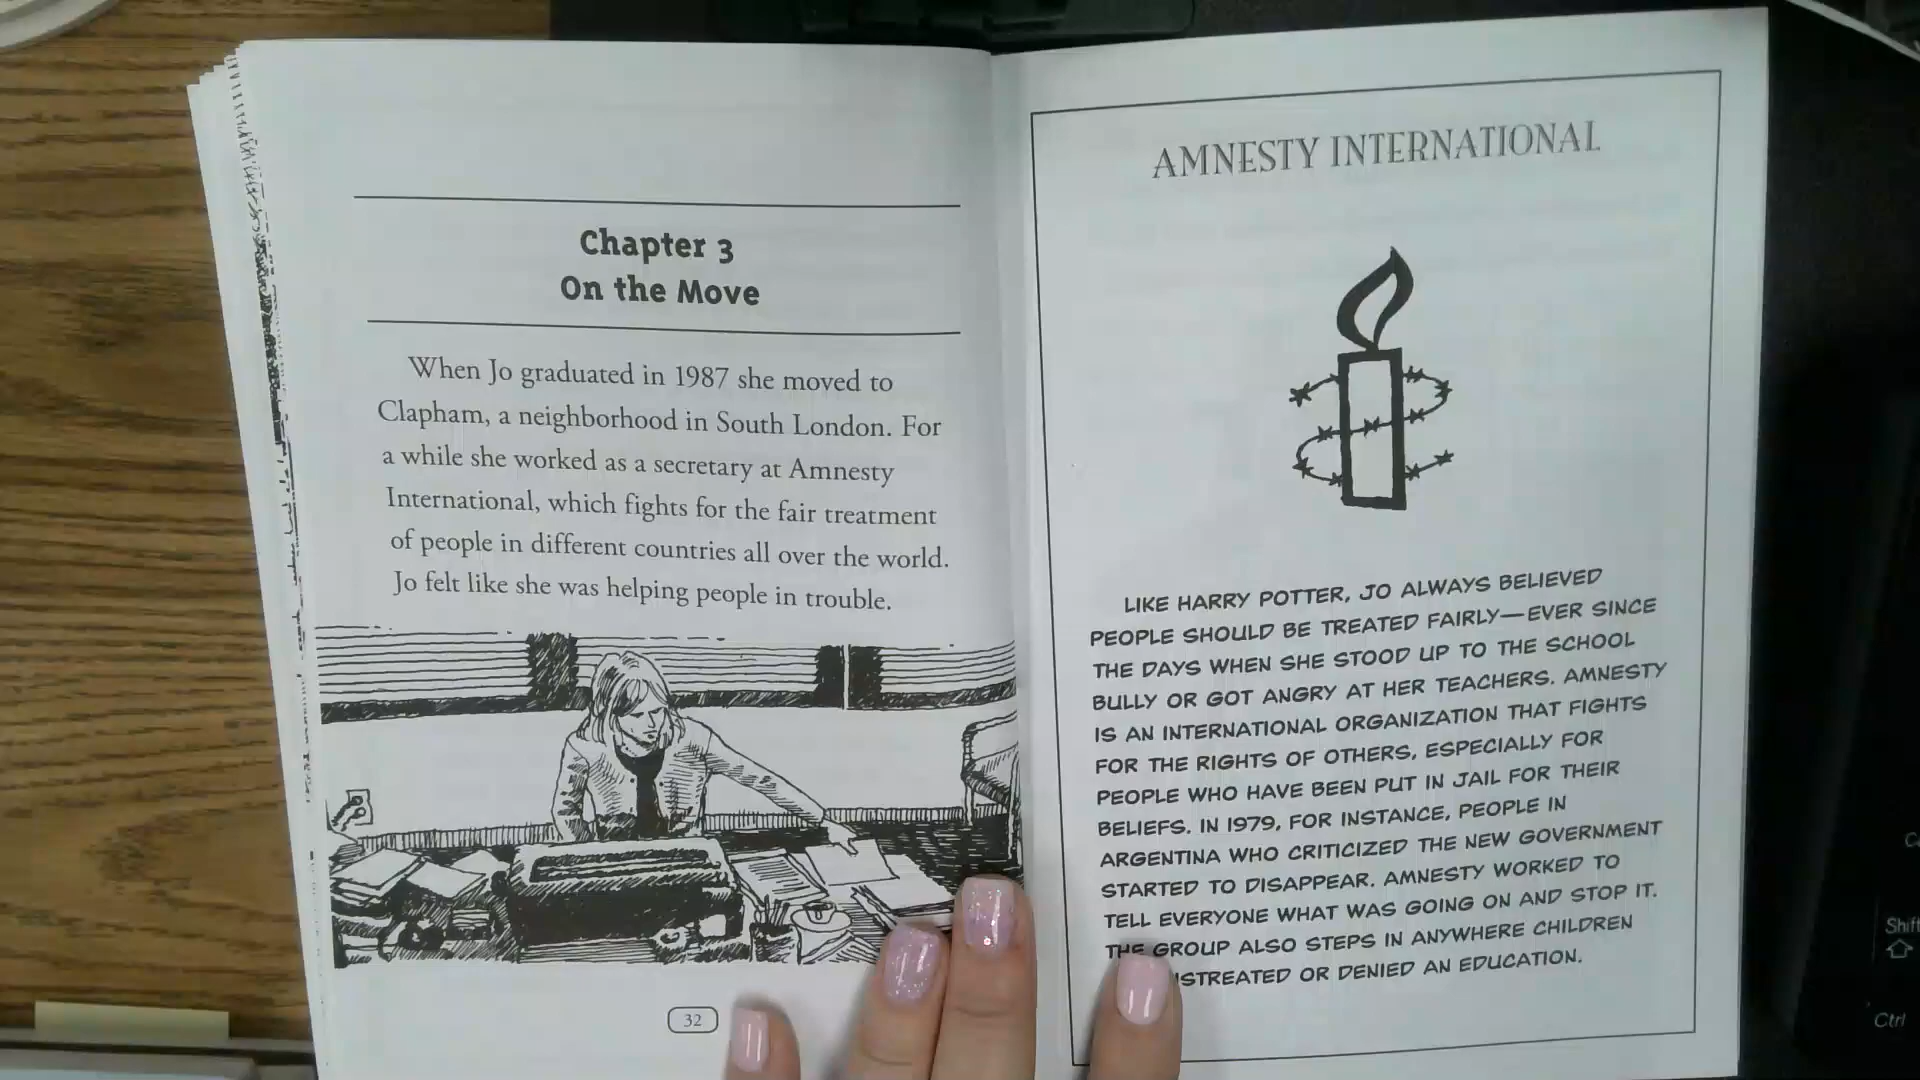 Chapter 3
On the Move
When Jo graduated in 1987 she moved to
Clapham, a neighborhood in South London. For
a while she worked as a secretary at Amnesty
International, which fights for the fair treatment
of people in different countries all over the world.
Jo felt like she was helping people in trouble.
32
AMNESTY INTERNATIONAL
LIKE HARRY POTTER, JO ALWAYS BELIEVED
PEOPLE SHOULD BE TREATED FAIRLY—EVER SINCE
THE DAYS WHEN SHE STOOD UP TO THE SCHOOL
BULLY OR GOT ANGRY AT HER TEACHERS. AMNESTY
IS AN INTERNATIONAL ORGANIZATION THAT FIGHTS
FOR THE RIGHTS OF OTHERS, ESPECIALLY FOR
PEOPLE WHO HAVE BEEN PUT IN JAIL FOR THEIR
BELIEFS. IN 1979, FOR INSTANCE, PEOPLE IN
ARGENTINA WHO CRITICIZED THE NEW GOVERNMENT
STARTED TO DISAPPEAR. AMNESTY WORKED TO
TELL EVERYONE WHAT WAS GOING ON AND STOP IT.
THE GROUP ALSO STEPS IN ANYWHERE CHILDREN
OR DENIED AN EDUCATION.
Shift
Ctrl